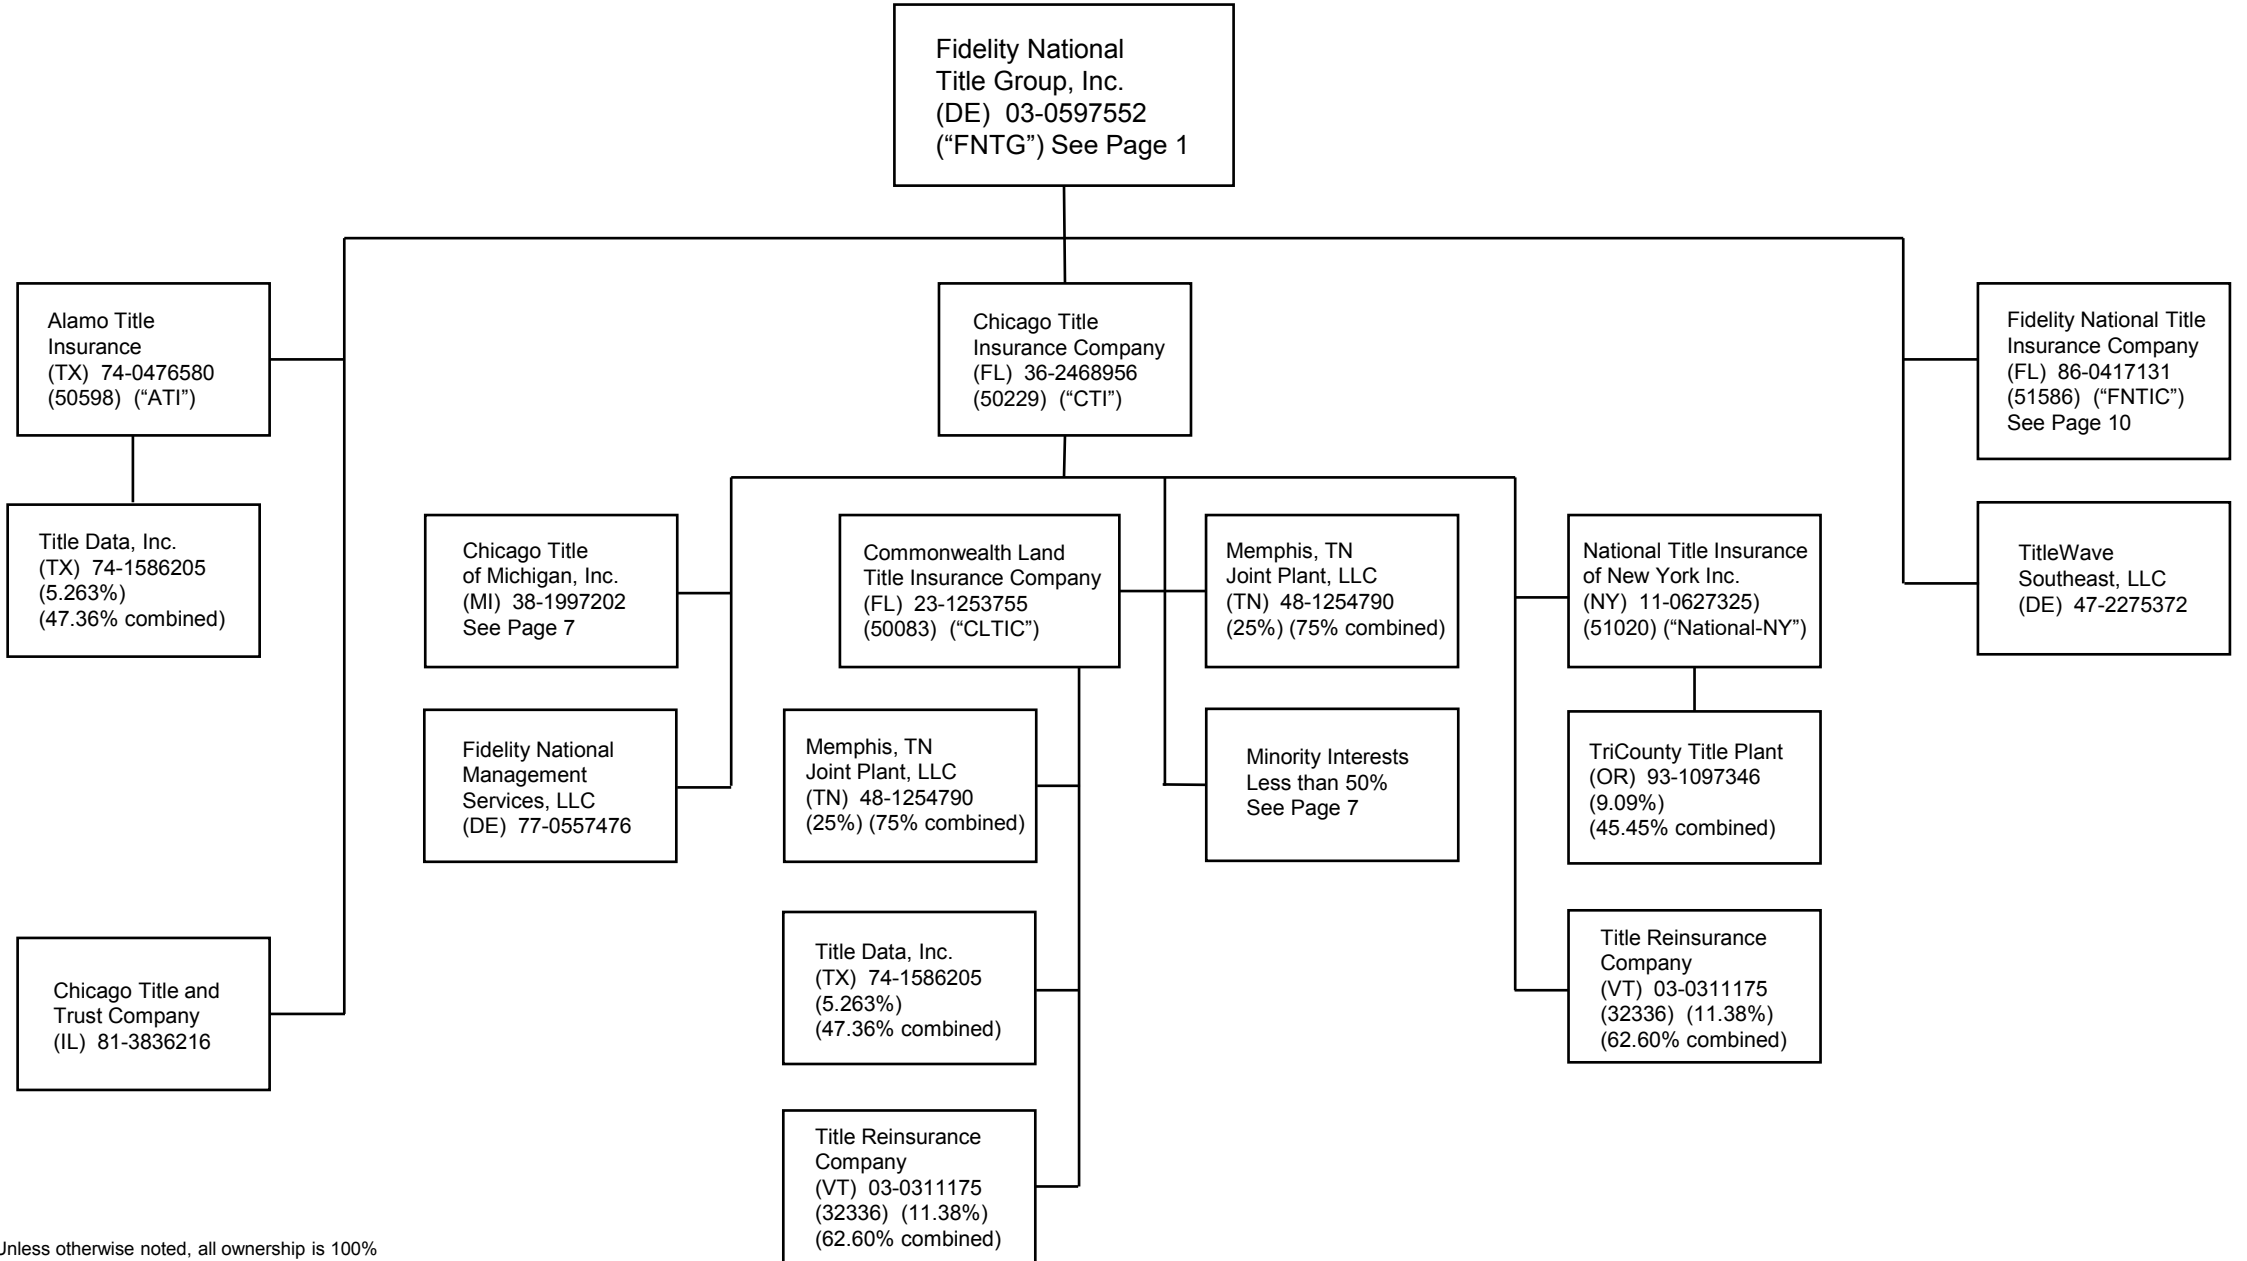 Fidelity National
Title Group, Inc.
(DE) 03-0597552
(“FNTG”) See Page 1
Alamo Title
Insurance
(TX) 74-0476580
(50598) (“ATI”)
Chicago Title
Insurance Company
(FL) 36-2468956
(50229) (“CTI”)
Fidelity National Title
Insurance Company
(FL) 86-0417131
(51586) (“FNTIC”)
See Page 10
Title Data, Inc.
(TX) 74-1586205
(5.263%)
(47.36% combined)
Chicago Title
of Michigan, Inc.
(MI) 38-1997202
See Page 7
Commonwealth Land
Title Insurance Company
(FL) 23-1253755
(50083) (“CLTIC”)
Memphis, TN
Joint Plant, LLC
(TN) 48-1254790
(25%) (75% combined)
National Title Insurance
of New York Inc.
(NY) 11-0627325)
(51020) (“National-NY”)
TitleWave
Southeast, LLC
(DE) 47-2275372
Fidelity National
Management
Services, LLC
(DE) 77-0557476
Memphis, TN
Joint Plant, LLC
(TN) 48-1254790
(25%) (75% combined)
Minority Interests
Less than 50%
See Page 7
TriCounty Title Plant
(OR) 93-1097346
(9.09%)
(45.45% combined)
Chicago Title and
Trust Company
(IL) 81-3836216
Title Data, Inc.
(TX) 74-1586205
(5.263%)
(47.36% combined)
Title Reinsurance
Company
(VT) 03-0311175
(32336) (11.38%)
(62.60% combined)
Title Reinsurance
Company
(VT) 03-0311175
(32336) (11.38%)
(62.60% combined)
Unless otherwise noted, all ownership is 100%